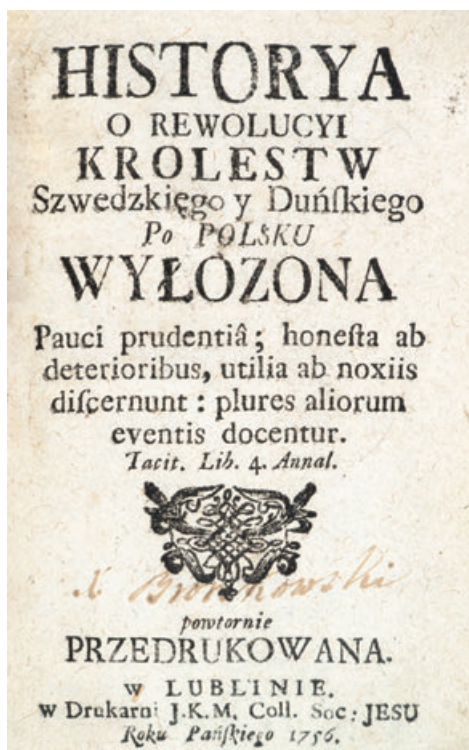 HISTORYA
O REWOLUCYI
KROLESTW
Szwedzkięgo y Duńſkiego
Po POLSKU
WYŁOZONA
Pauci prudentiâ; honeſta ab
deterioribus, utilia ab noxiis
diſcernunt: plures aliorum
eventis docentur.
Tacit. Lib. 4. Annal.
powtornie
PRZEDRUKOWANA.
w LUBLINIE.
w Drukarni J.K.M. Coll. Soc: JESU
Roku Pańſkiego 1756.